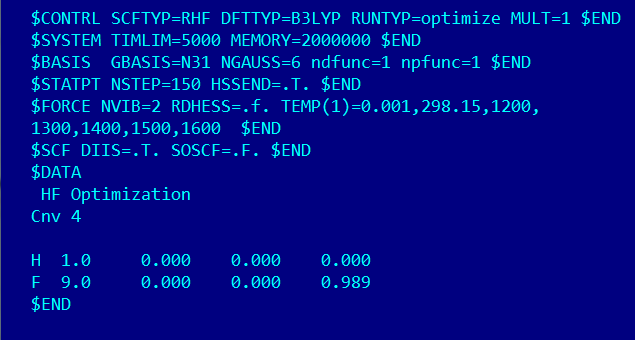 $CONTRL SCFTYP=RHF DFTTYP=B3LYP RUNTYP=optimize MULT=1 $END
$SYSTEM TIMLIM=5000 MEMORY=2000000 $END
$BASIS  GBASIS=N31 NGAUSS=6 ndfunc=1 npfunc=1 $END
$STATPT NSTEP=150 HSSEND=.T. $END
$FORCE NVIB=2 RDHESS=.f. TEMP(1)=0.001,298.15,1200,
1300,1400,1500,1600  $END
$SCF DIIS=.T. SOSCF=.F. $END
$DATA
 HF Optimization
Cnv 4

H  1.0     0.000    0.000    0.000
F  9.0     0.000    0.000    0.989
$END